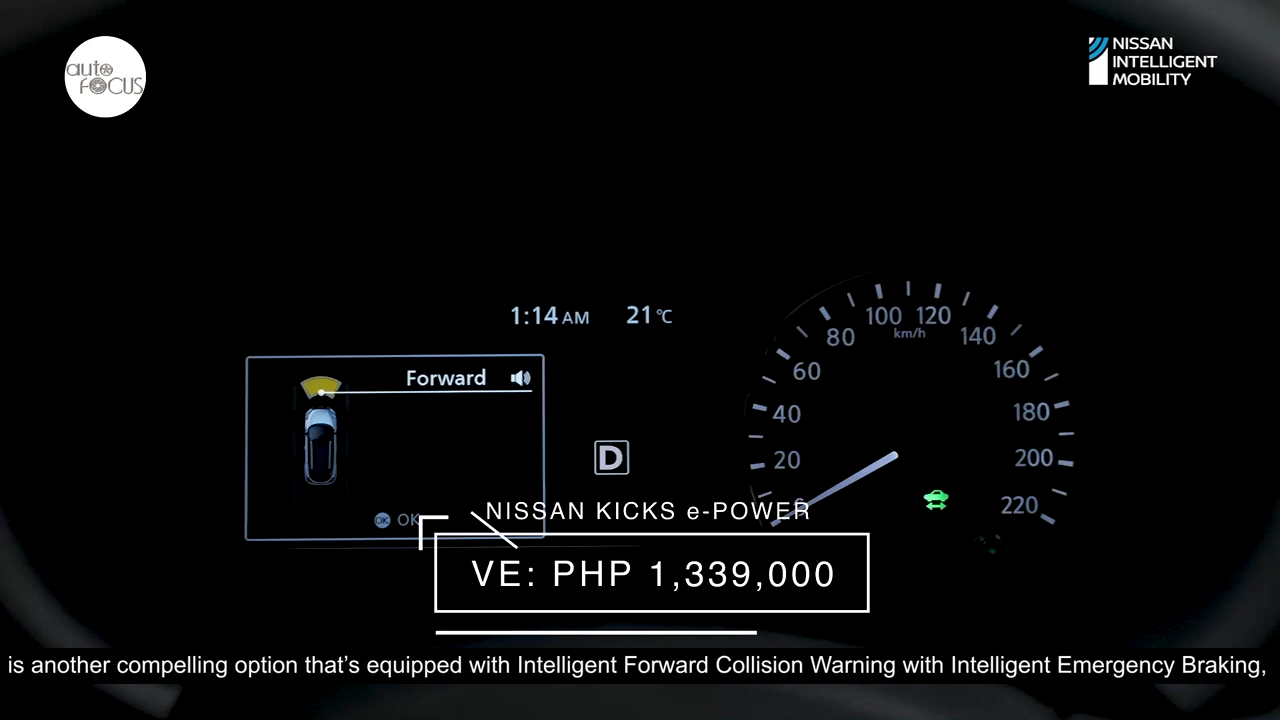 auto
focus
NISSAN
INTELLIGENT
MOBILITY
1:14 AM 21°C
Forward
OK OK
D
0
20
40
60
80
100
120
140
160
180
200
220
km/h
NISSAN KICKS e-POWER
VE: PHP 1,339,000
is another compelling option that’s equipped with Intelligent Forward Collision Warning with Intelligent Emergency Braking,